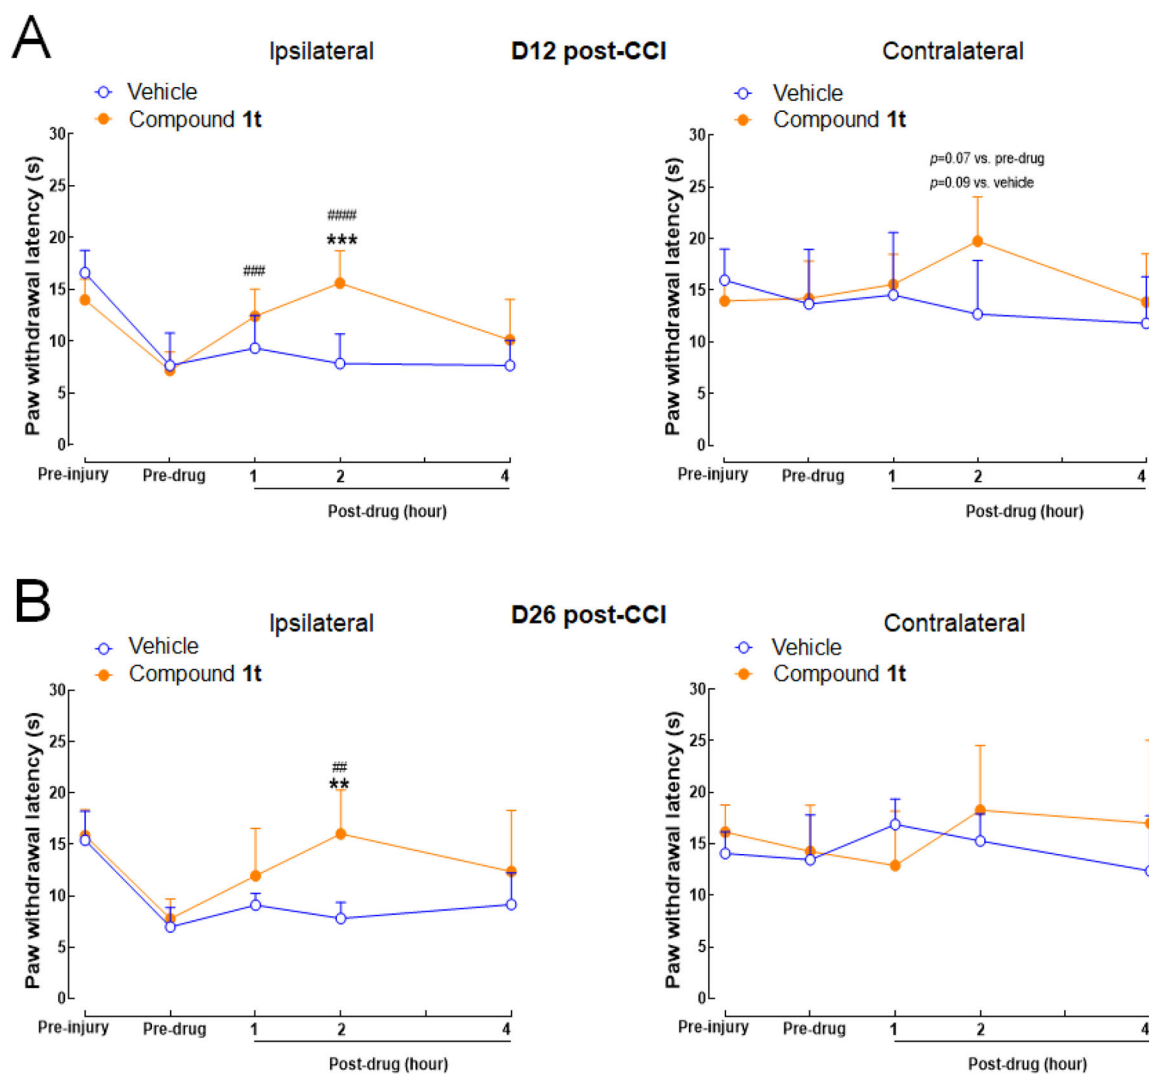 A
Ipsilateral
D12 post-CCI
Contralateral
Vehicle
Compound 1t
Vehicle
Compound 1t
Paw withdrawal latency (s)
30
25
20
15
10
5
0
####
***
###
Pre-injury
Pre-drug
1
2
4
Post-drug (hour)
Paw withdrawal latency (s)
30
25
20
15
10
5
0
p=0.07 vs. pre-drug
p=0.09 vs. vehicle
Pre-injury
Pre-drug
1
2
4
Post-drug (hour)
B
Ipsilateral
D26 post-CCI
Contralateral
Vehicle
Compound 1t
Vehicle
Compound 1t
Paw withdrawal latency (s)
30
25
20
15
10
5
0
##
**
Pre-injury
Pre-drug
1
2
4
Post-drug (hour)
Paw withdrawal latency (s)
30
25
20
15
10
5
0
Pre-injury
Pre-drug
1
2
4
Post-drug (hour)